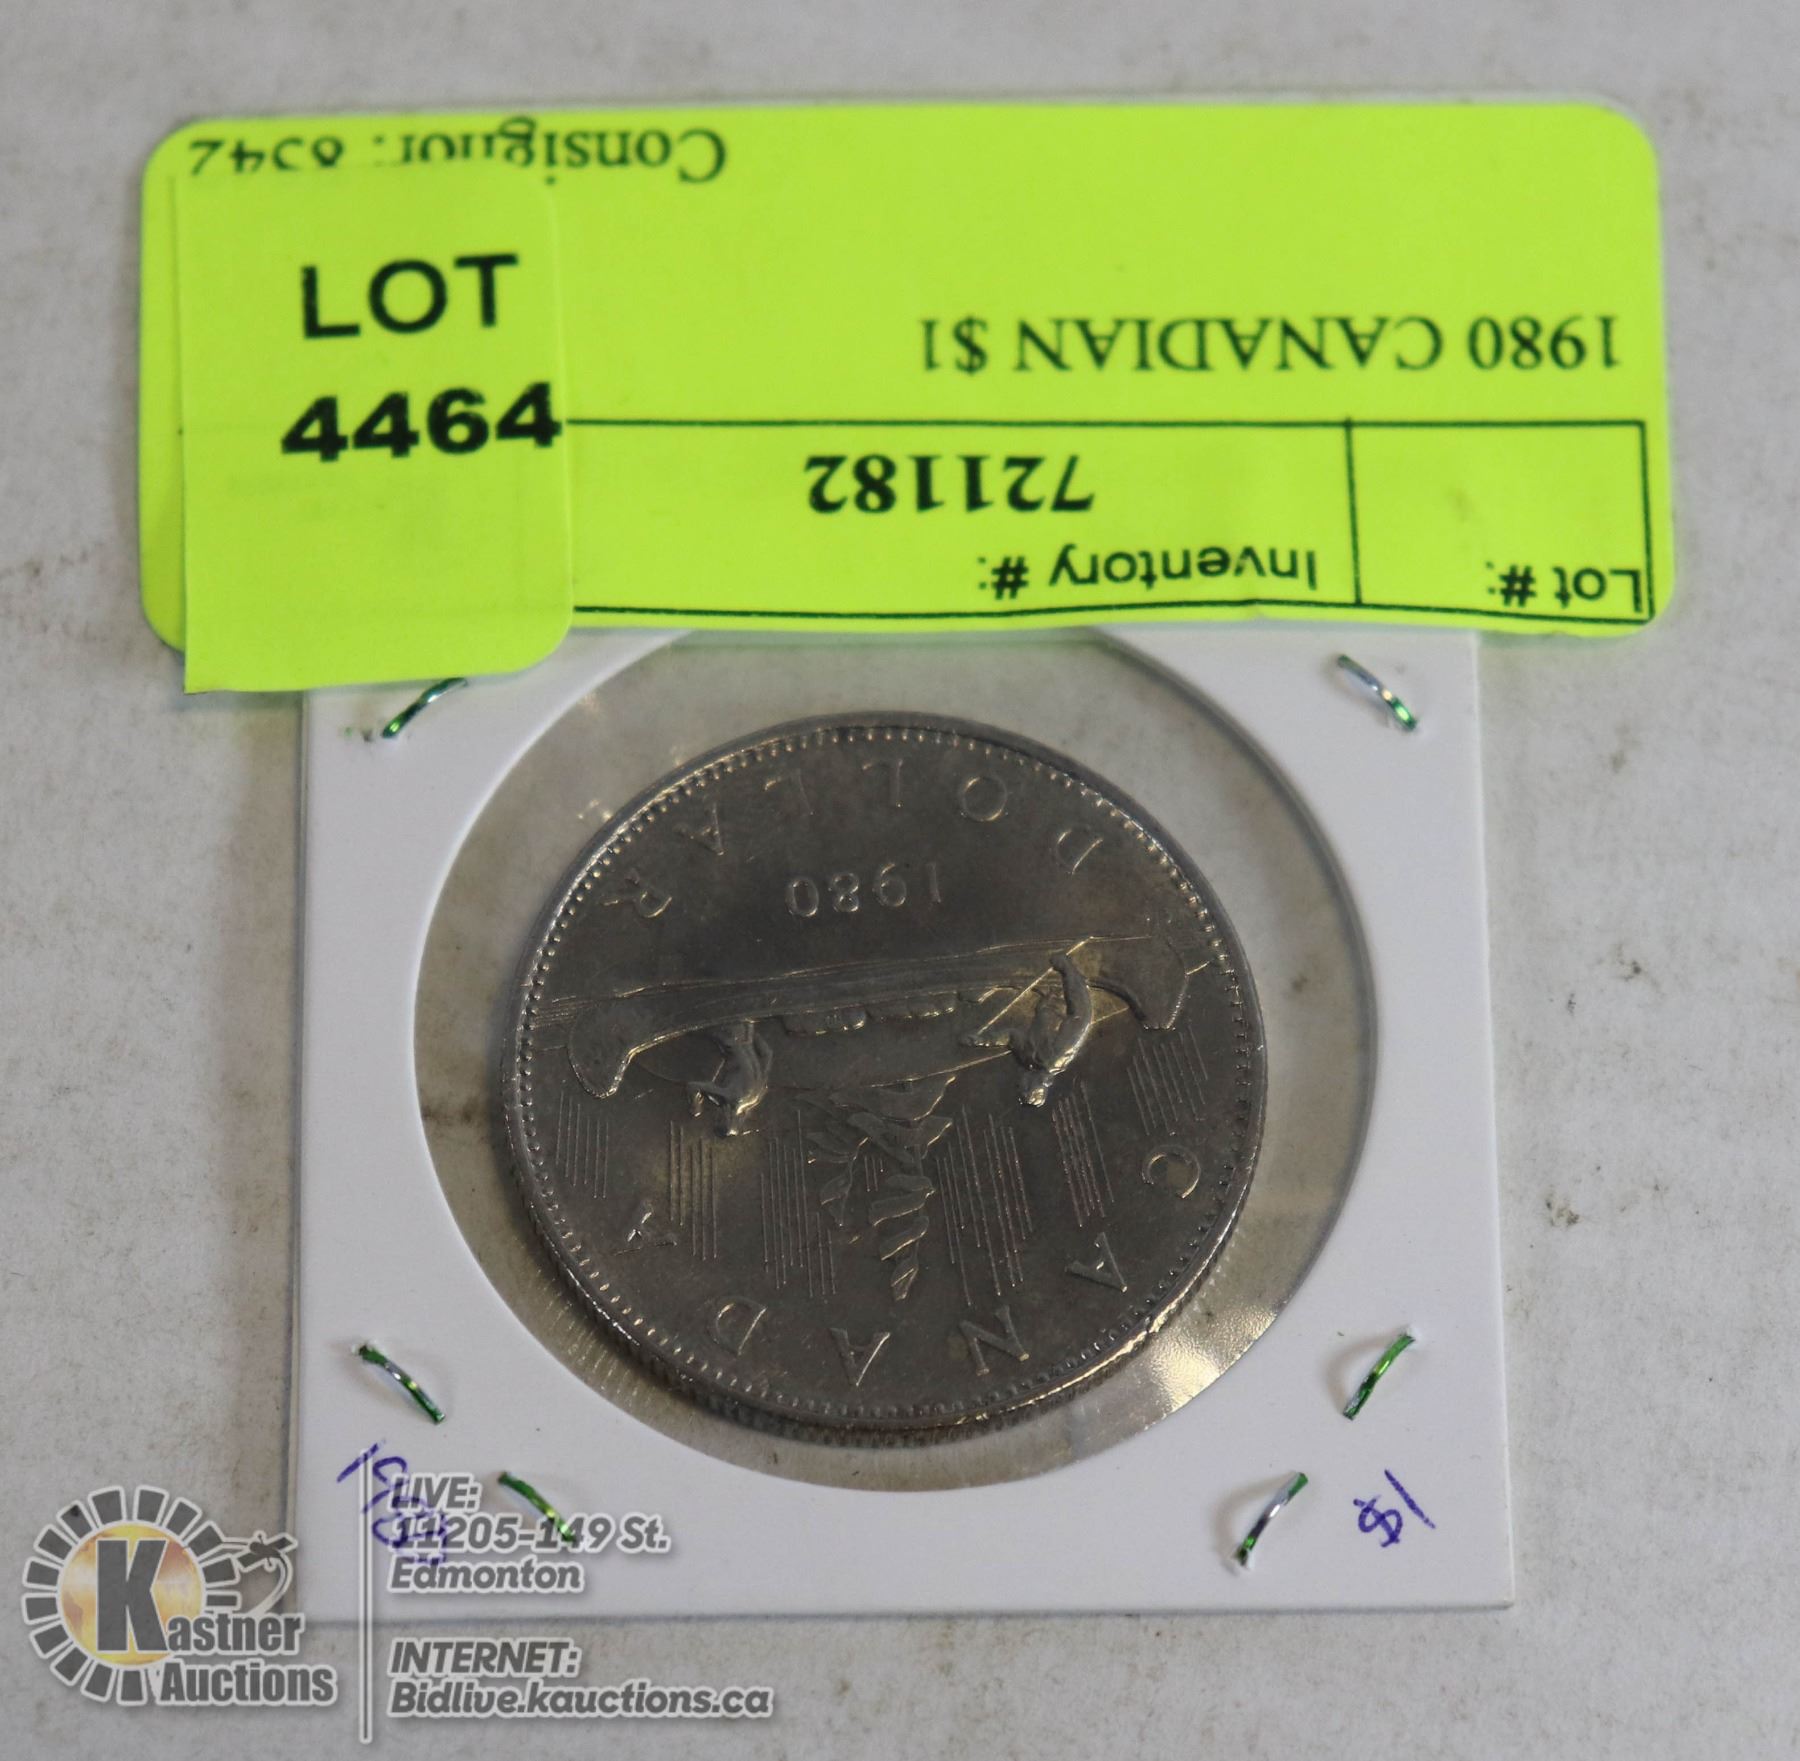 Consignor: 8542
LOT
4464
1980 CANADIAN $1
721182
Lot #:
Inventory #:
CANADA
1980
DOLLAR
$1
Kastner
Auctions
LIVE:
11205-149 St.
Edmonton
INTERNET:
Bidlive.kauctions.ca